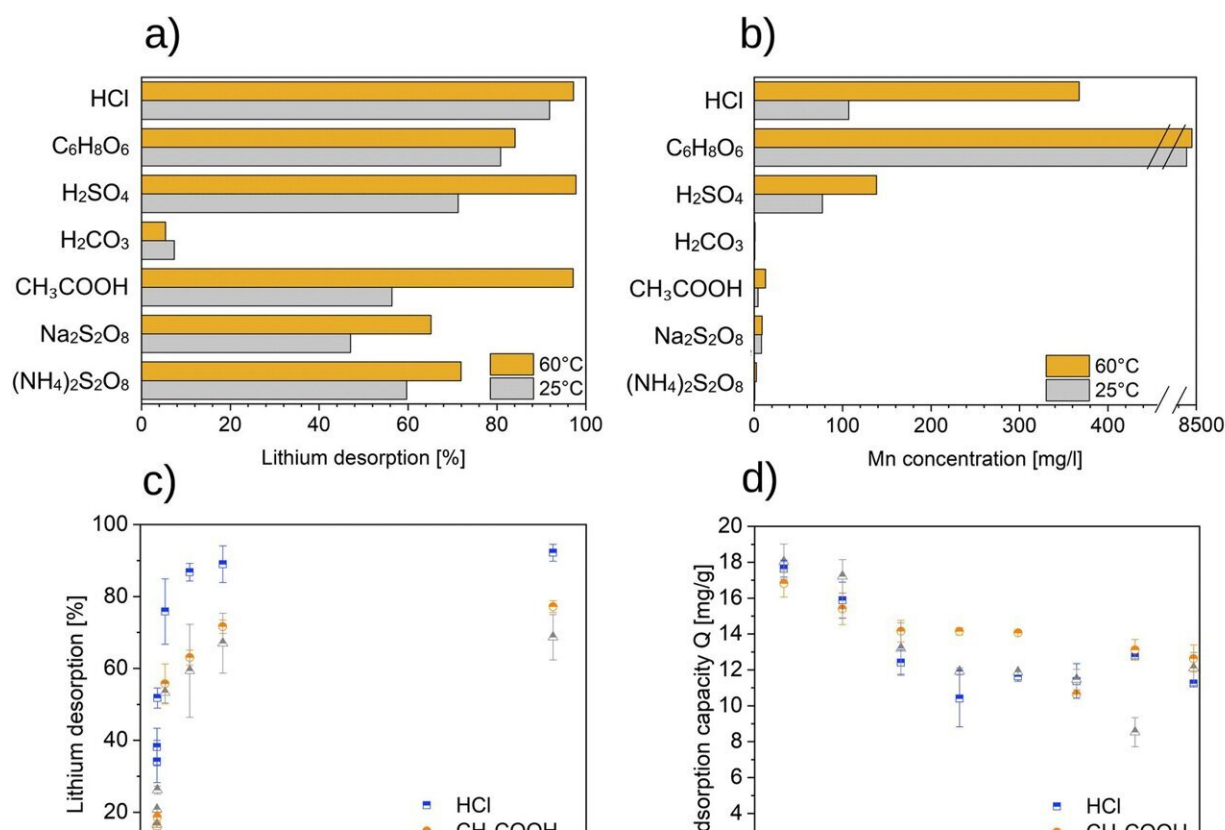 a)
HCl
C₆H₈O₆
H₂SO₄
H₂CO₃
CH₃COOH
Na₂S₂O₈
(NH₄)₂S₂O₈
60°C
25°C
0 20 40 60 80 100
Lithium desorption [%]
b)
HCl
C₆H₈O₆
H₂SO₄
H₂CO₃
CH₃COOH
Na₂S₂O₈
(NH₄)₂S₂O₈
60°C
25°C
0 100 200 300 400 8500
Mn concentration [mg/l]
c)
100
80
60
40
20
Lithium desorption [%]
HCl
CH₃COOH
d)
20
18
16
14
12
10
8
6
4
capacity Q [mg/g]
HCl